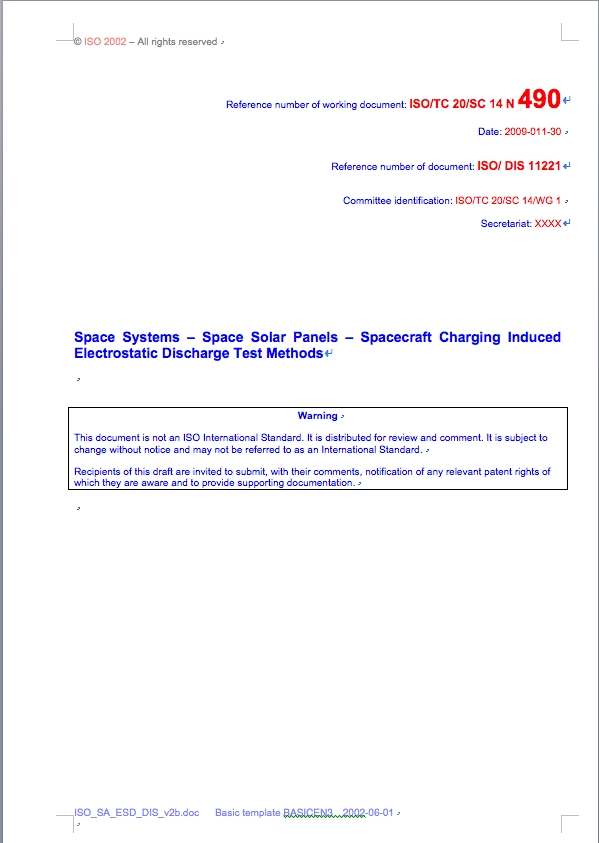 © ISO 2002 – All rights reserved
Reference number of working document: ISO/TC 20/SC 14 N 490
Date: 2009-011-30
Reference number of document: ISO/ DIS 11221
Committee identification: ISO/TC 20/SC 14/WG 1
Secretariat: XXXX
Space Systems – Space Solar Panels – Spacecraft Charging Induced
Electrostatic Discharge Test Methods
Warning
This document is not an ISO International Standard. It is distributed for review and comment. It is subject to
change without notice and may not be referred to as an International Standard.
Recipients of this draft are invited to submit, with their comments, notification of any relevant patent rights of
which they are aware and to provide supporting documentation.
ISO_SA_ESD_DIS_v2b.doc Basic template BASICEN3 2002-06-01